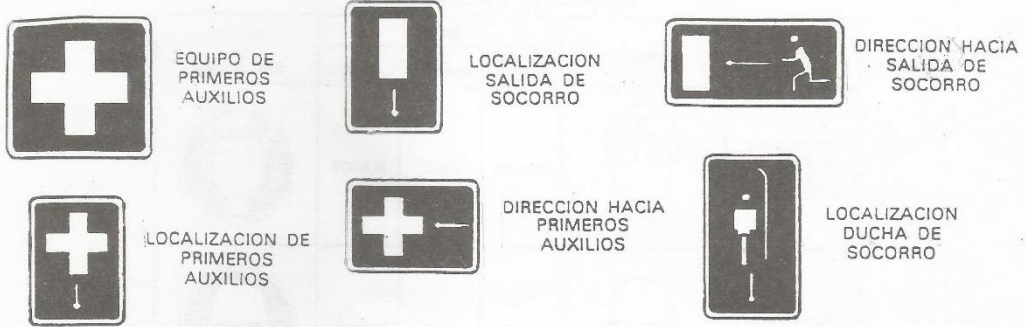 EQUIPO DE
PRIMEROS
AUXILIOS
LOCALIZACION
SALIDA DE
SOCORRO
DIRECCION HACIA
SALIDA DE
SOCORRO
LOCALIZACION DE
PRIMEROS
AUXILIOS
DIRECCION HACIA
PRIMEROS
AUXILIOS
LOCALIZACION
DUCHA DE
SOCORRO